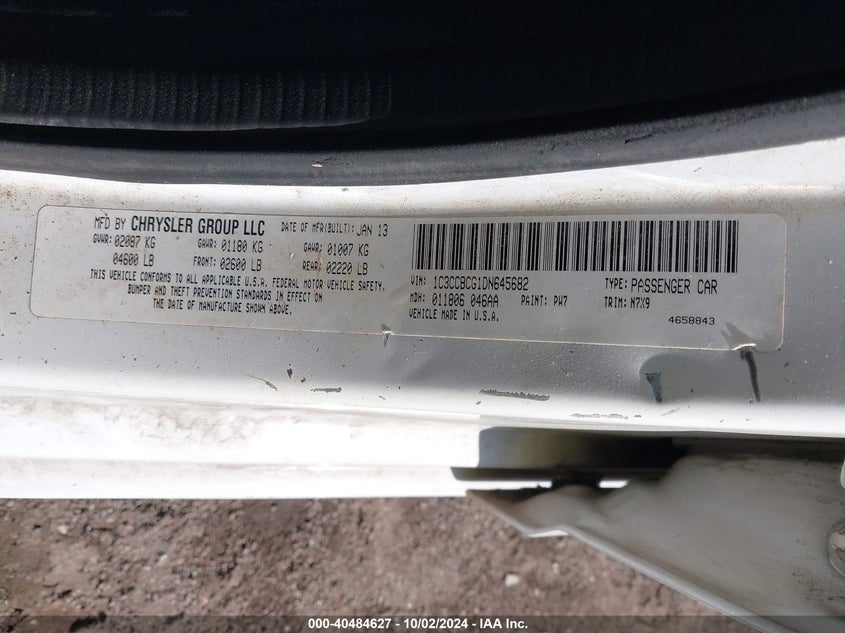 MFD BY CHRYSLER GROUP LLC DATE OF MFR(BUILT): JAN 13
GVWR: 02087 KG GAWR: 01180 KG GAWR: 01007 KG
04600 LB FRONT: 02600 LB REAR: 02220 LB
THIS VEHICLE CONFORMS TO ALL APPLICABLE U.S.A. FEDERAL MOTOR VEHICLE SAFETY,
BUMPER AND THEFT PREVENTION STANDARDS IN EFFECT ON
THE DATE OF MANUFACTURE SHOWN ABOVE.
VIN: 1C3CCBCG1DN645682 TYPE: PASSENGER CAR
MDH: 011806 046AA PAINT: PW7 TRIM: N7X9
VEHICLE MADE IN U.S.A. 4658843
000-40484627 - 10/02/2024 - IAA Inc.